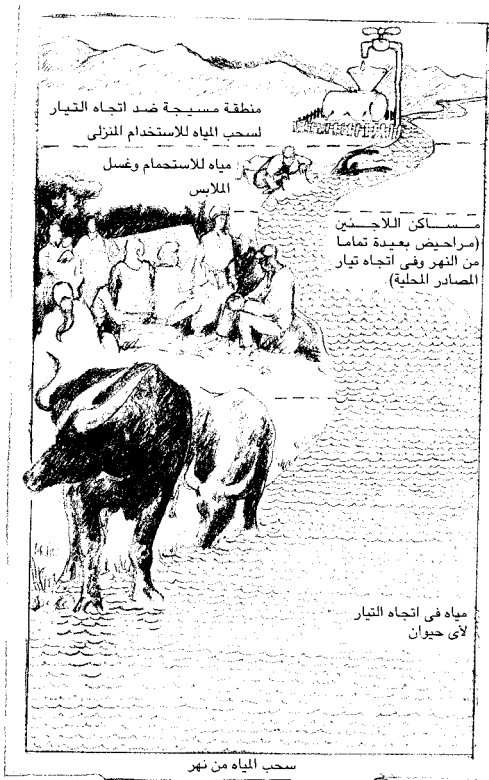 منطقة مسيجة ضد اتجاه التيار
لسحب المياه للاستخدام المنزلى
مياه للاستحمام وغسل
الملابس
مساكن اللاجئين
(مراحيض بعيدة تماما
من النهر وفى اتجاه تيار
المصادر المحلية)
مياه فى اتجاه التيار
لأى حيوان
سحب المياه من نهر